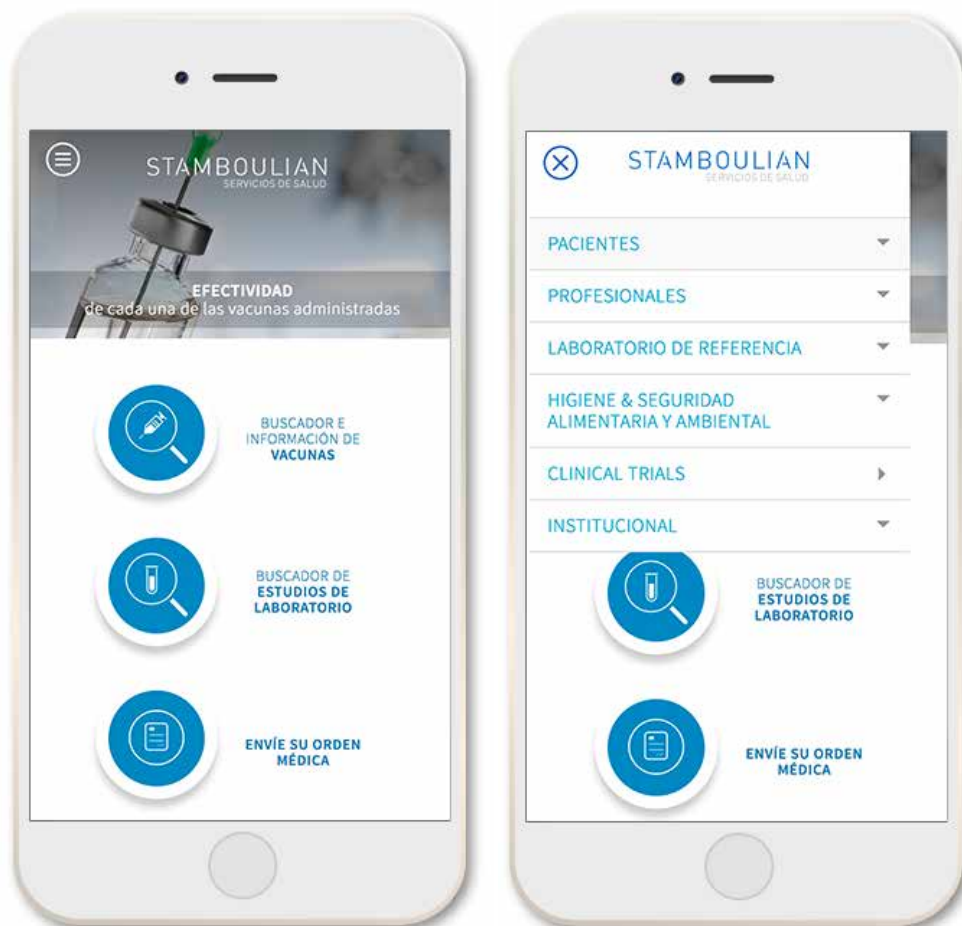 STAMBOULIAN
SERVICIOS DE SALUD
EFECTIVIDAD
de cada una de las vacunas administradas
BUSCADOR E
INFORMACIÓN DE
VACUNAS
BUSCADOR DE
ESTUDIOS DE
LABORATORIO
ENVÍE SU ORDEN
MÉDICA
STAMBOULIAN
SERVICIOS DE SALUD
PACIENTES
PROFESIONALES
LABORATORIO DE REFERENCIA
HIGIENE & SEGURIDAD
ALIMENTARIA Y AMBIENTAL
CLINICAL TRIALS
INSTITUCIONAL
BUSCADOR DE
ESTUDIOS DE
LABORATORIO
ENVÍE SU ORDEN
MÉDICA